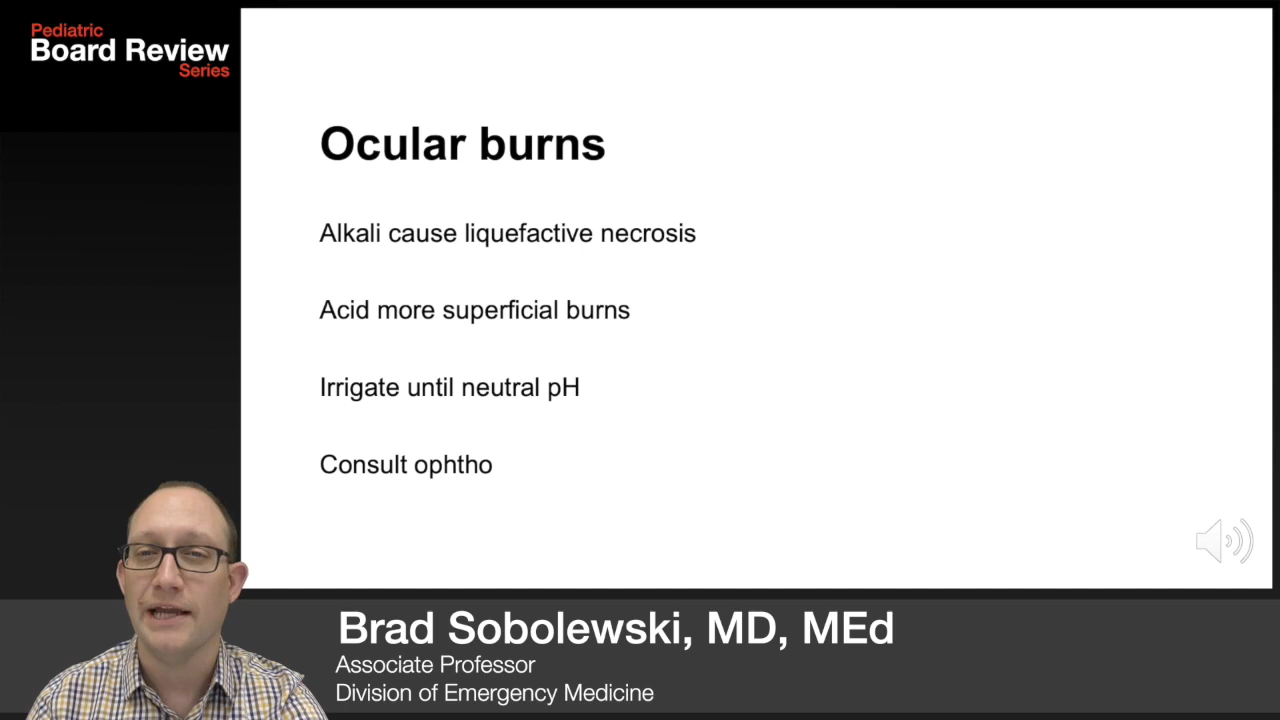 Pediatric
Board Review
Series
Ocular burns
Alkali cause liquefactive necrosis
Acid more superficial burns
Irrigate until neutral pH
Consult ophtho
Brad Sobolewski, MD, MEd
Associate Professor
Division of Emergency Medicine